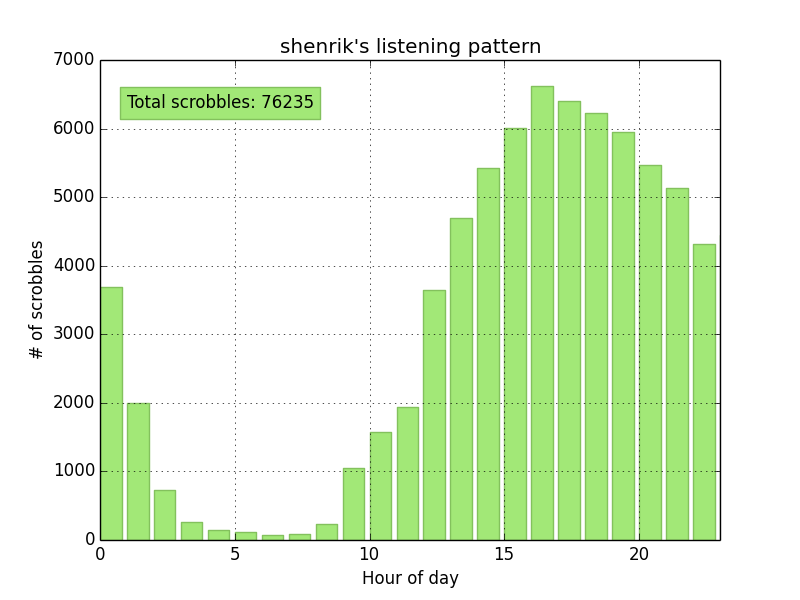 shenrik's listening pattern
Total scrobbles: 76235
7000
6000
5000
4000
3000
2000
1000
0
# of scrobbles
0 5 10 15 20
Hour of day